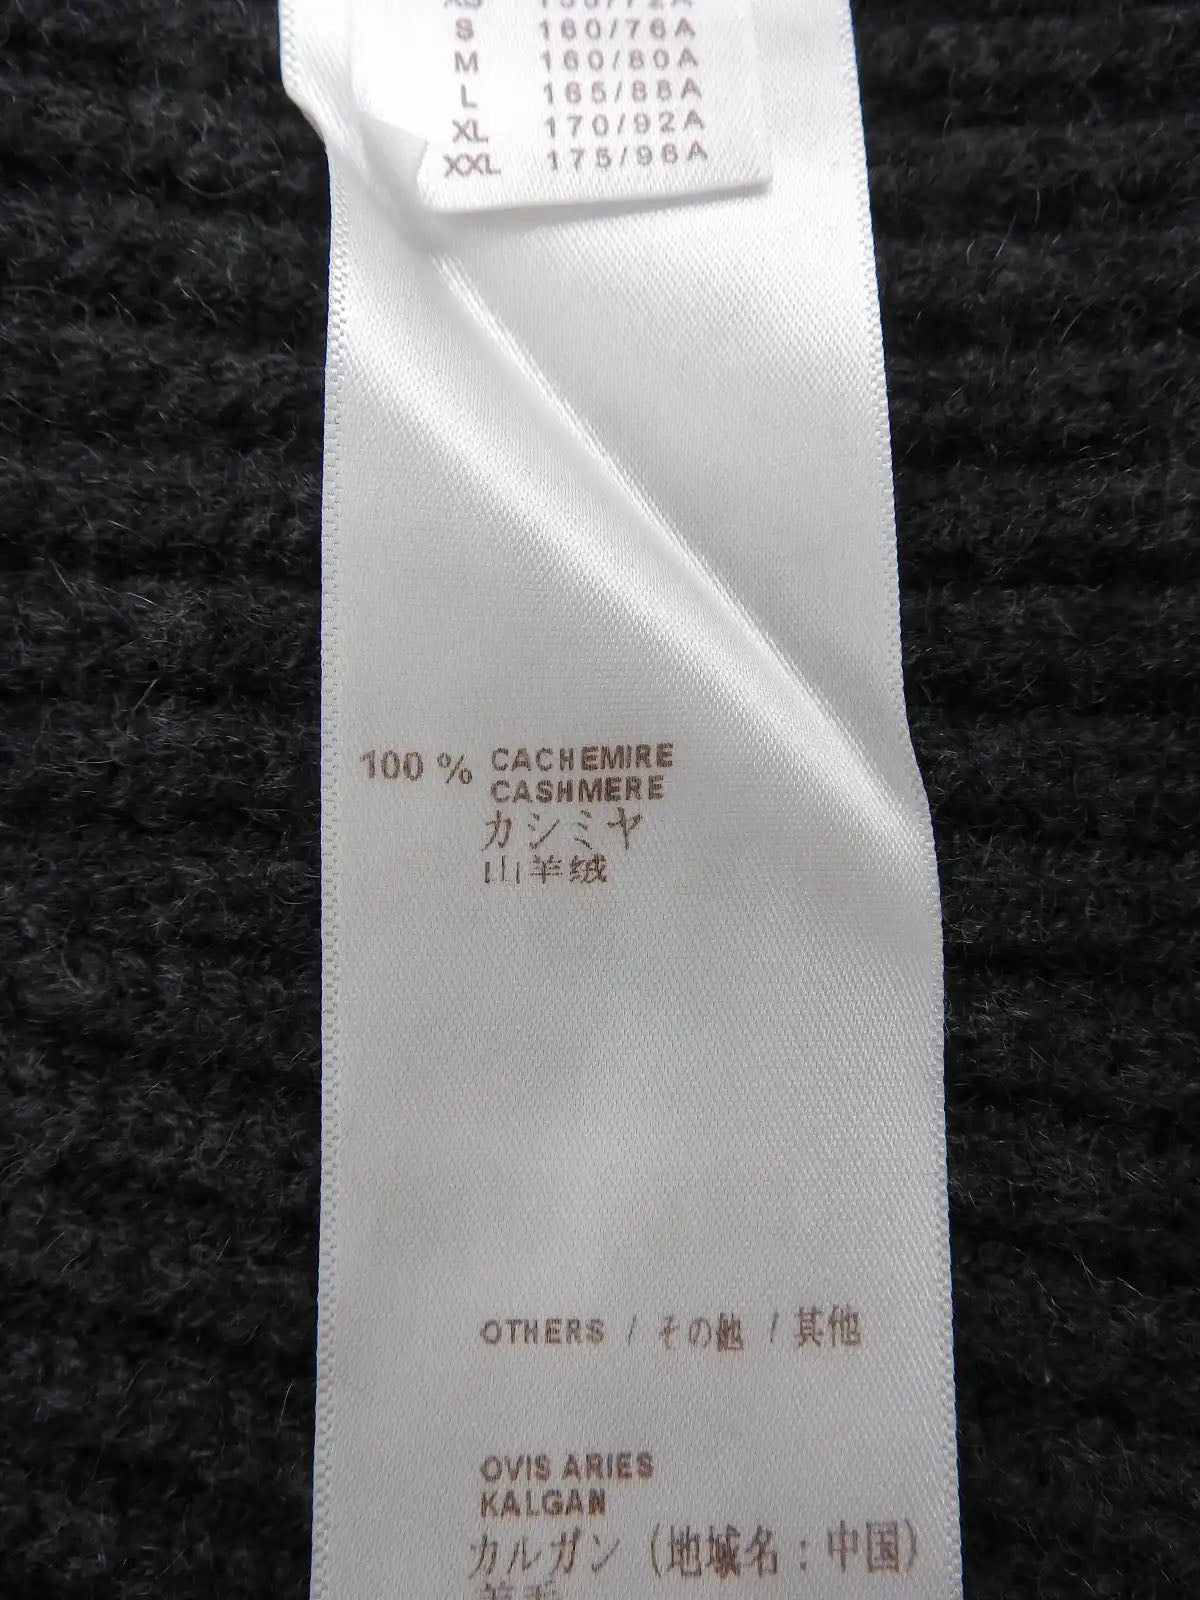 S 160/76A
M 160/80A
L 165/88A
XL 170/92A
XXL 175/96A
100 % CACHEMIRE
CASHMERE
カシミヤ
山羊绒
OTHERS / その他 / 其他
OVIS ARIES
KALGAN
カルガン (地域名:中国)